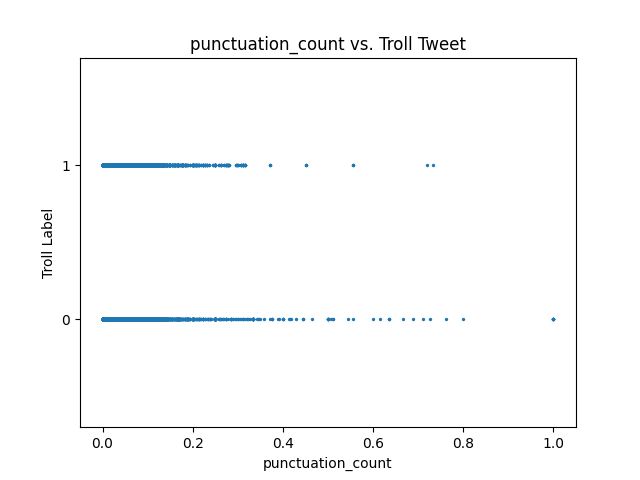 punctuation_count vs. Troll Tweet
Troll Label
1
0
0.0 0.2 0.4 0.6 0.8 1.0
punctuation_count